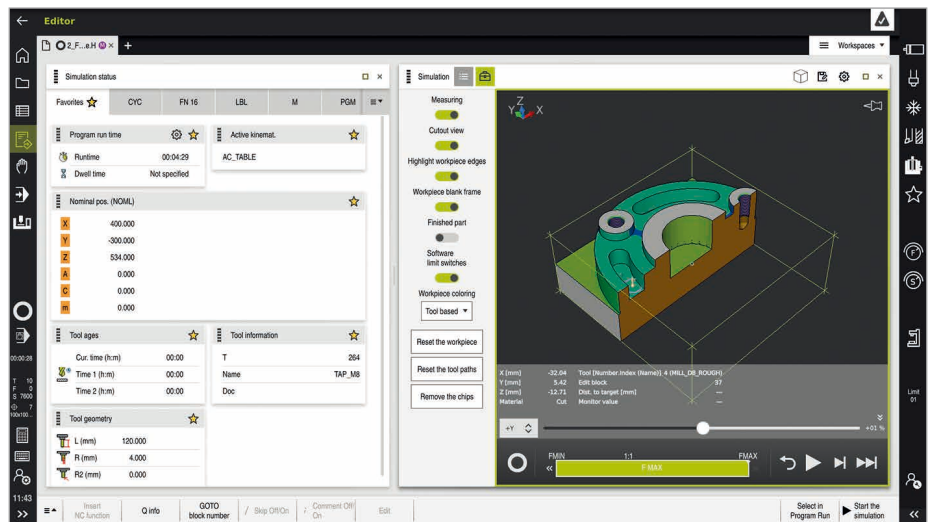 Editor
2_F...e.H
Workspaces
Simulation status
Favorites CYC FN 16 LBL M PGM
Program run time
Runtime 00:04:29
Dwell time Not specified
Active kinemat.
AC_TABLE
Nominal pos. (NOML)
X 400.000
Y -300.000
Z 534.000
A 0.000
C 0.000
m 0.000
Tool ages
Cur. time (h:m) 00:00
Time 1 (h:m) 00:00
Time 2 (h:m) 00:00
Tool information
T 264
Name TAP_M8
Doc
Tool geometry
L (mm) 120.000
R (mm) 4.000
R2 (mm) 0.000
Simulation
Measuring
Cutout view
Highlight workpiece edges
Workpiece blank frame
Finished part
Software
limit switches
Workpiece coloring
Tool based
Reset the workpiece
Reset the tool paths
Remove the chips
Z
Y X
X [mm] -32.04 Tool [Number.Index (Name)] 4 (MILL_D8_ROUGH)
Y [mm] 5.42 Edit block 37
Z [mm] -12.71 Dist. to target [mm] —
Material Cut Monitor value —
+Y +01 %
FMIN 1:1 FMAX
F MAX
00:00:28
T 10
F 0
S 7600
7
100x100...
11:43
F
S
Limit
01
Insert
NC function
Q info
GOTO
block number
Skip Off/On
Comment Off/
On
Edit
Select in
Program Run
Start the
simulation